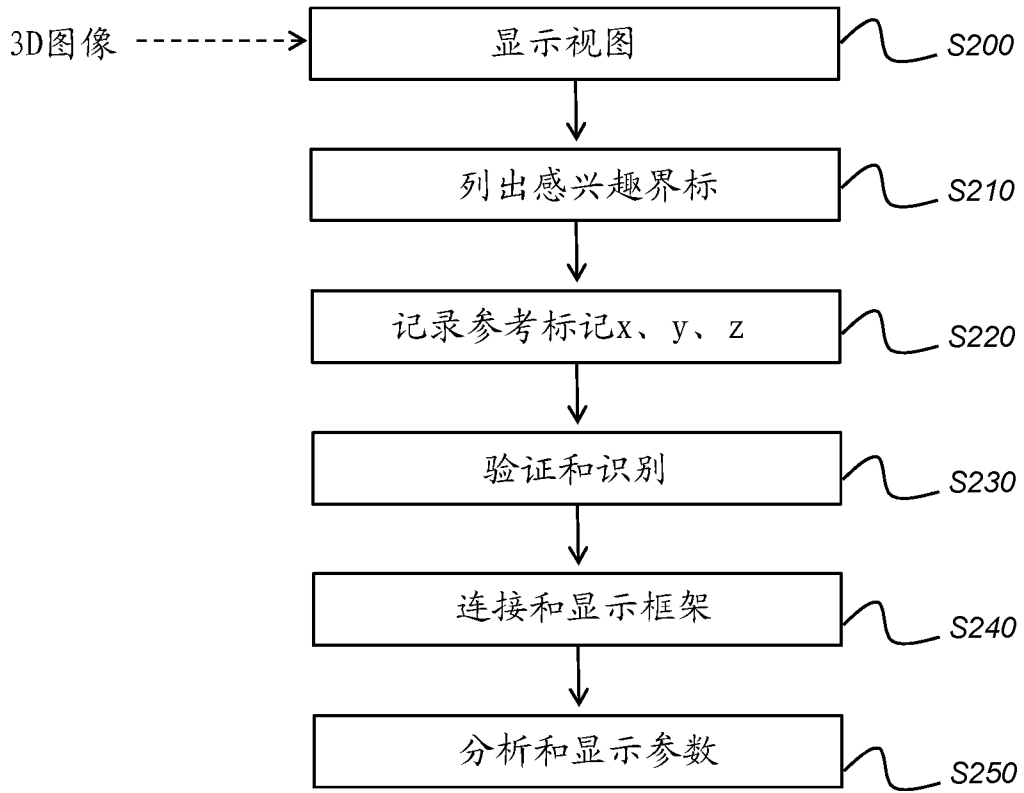 3D图像
显示视图
S200
列出感兴趣界标
S210
记录参考标记x、y、z
S220
验证和识别
S230
连接和显示框架
S240
分析和显示参数
S250